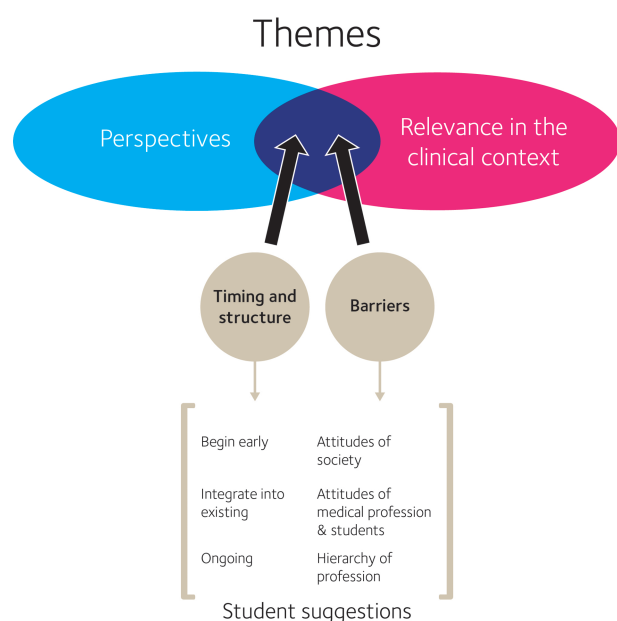 Themes
Perspectives
Relevance in the
clinical context
Timing and
structure
Barriers
Begin early
Attitudes of
society
Integrate into
existing
Attitudes of
medical profession
& students
Ongoing
Hierarchy of
profession
Student suggestions